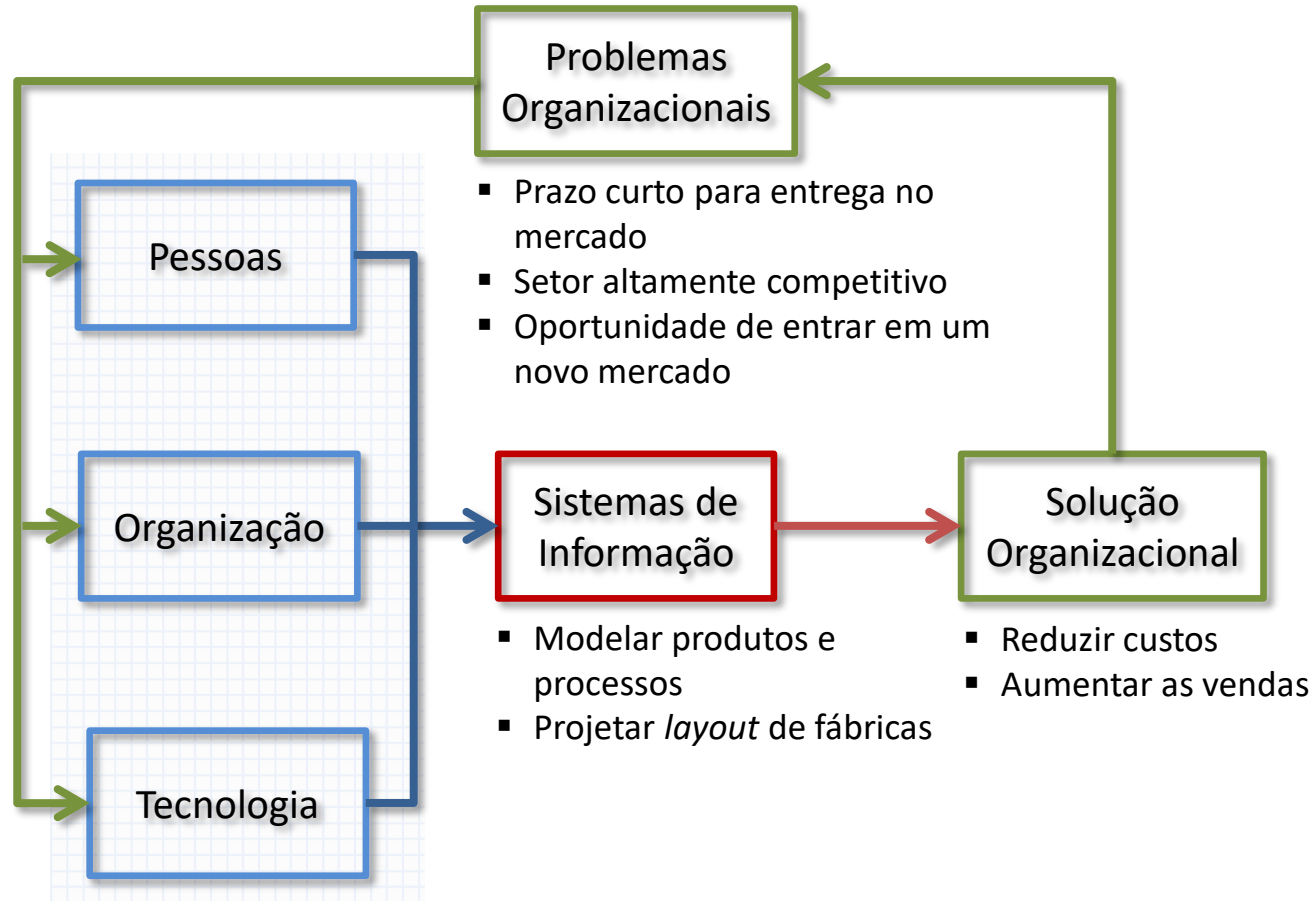 Problemas
Organizacionais
▪ Prazo curto para entrega no
mercado
▪ Setor altamente competitivo
▪ Oportunidade de entrar em um
novo mercado
Pessoas
Organização
Tecnologia
Sistemas de
Informação
▪ Modelar produtos e
processos
▪ Projetar layout de fábricas
Solução
Organizacional
▪ Reduzir custos
▪ Aumentar as vendas